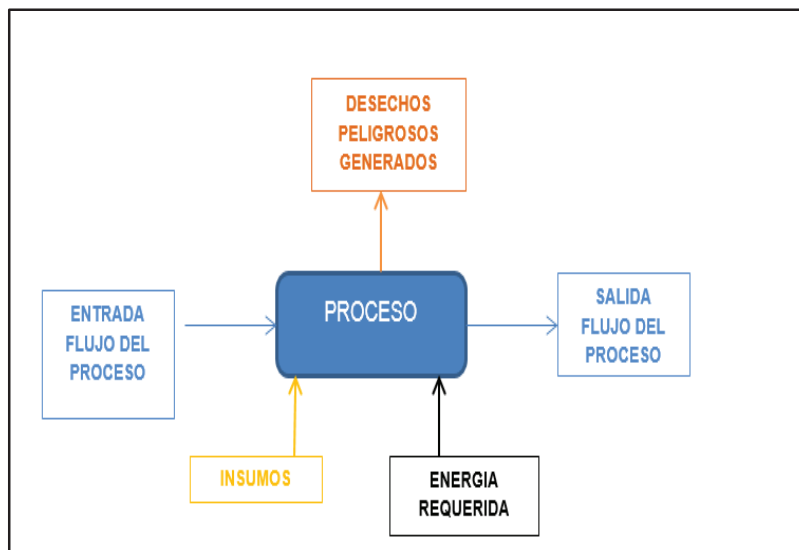 DESECHOS
PELIGROSOS
GENERADOS
ENTRADA
FLUJO DEL
PROCESO
PROCESO
SALIDA
FLUJO DEL
PROCESO
INSUMOS
ENERGIA
REQUERIDA